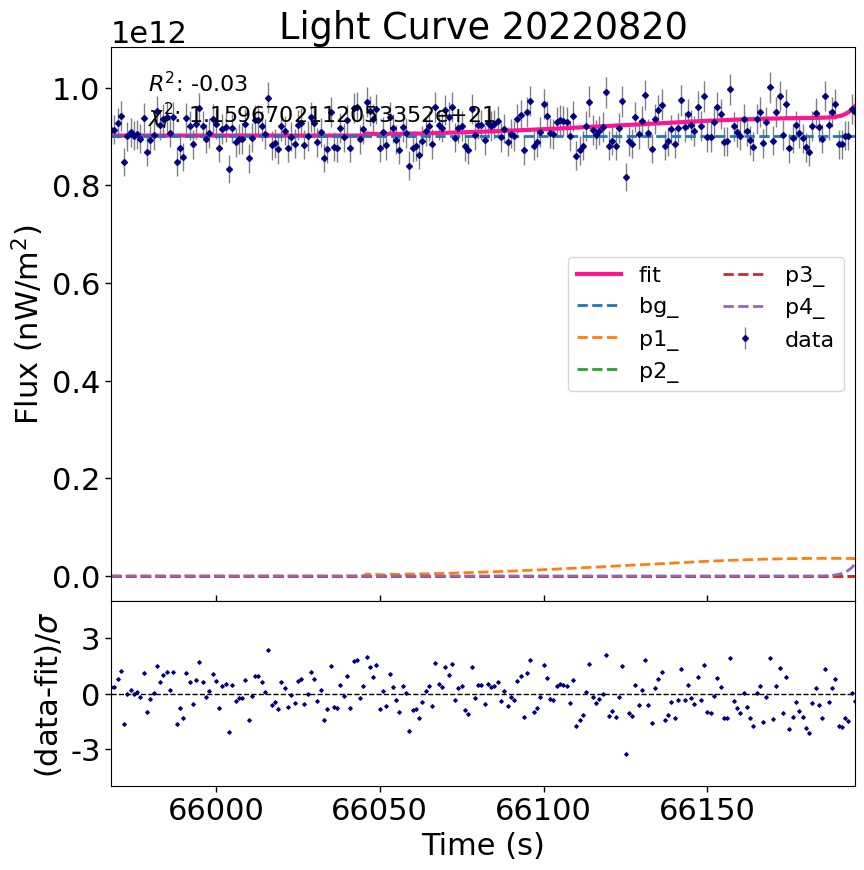 Light Curve 20220820
1e12
R²: -0.03
χ²: 1.1596702112053352e+21
1.0
0.8
0.6
0.4
0.2
0.0
Flux (nW/m²)
fit
bg_
p1_
p2_
p3_
p4_
data
3
0
-3
(data-fit)/σ
66000
66050
66100
66150
Time (s)